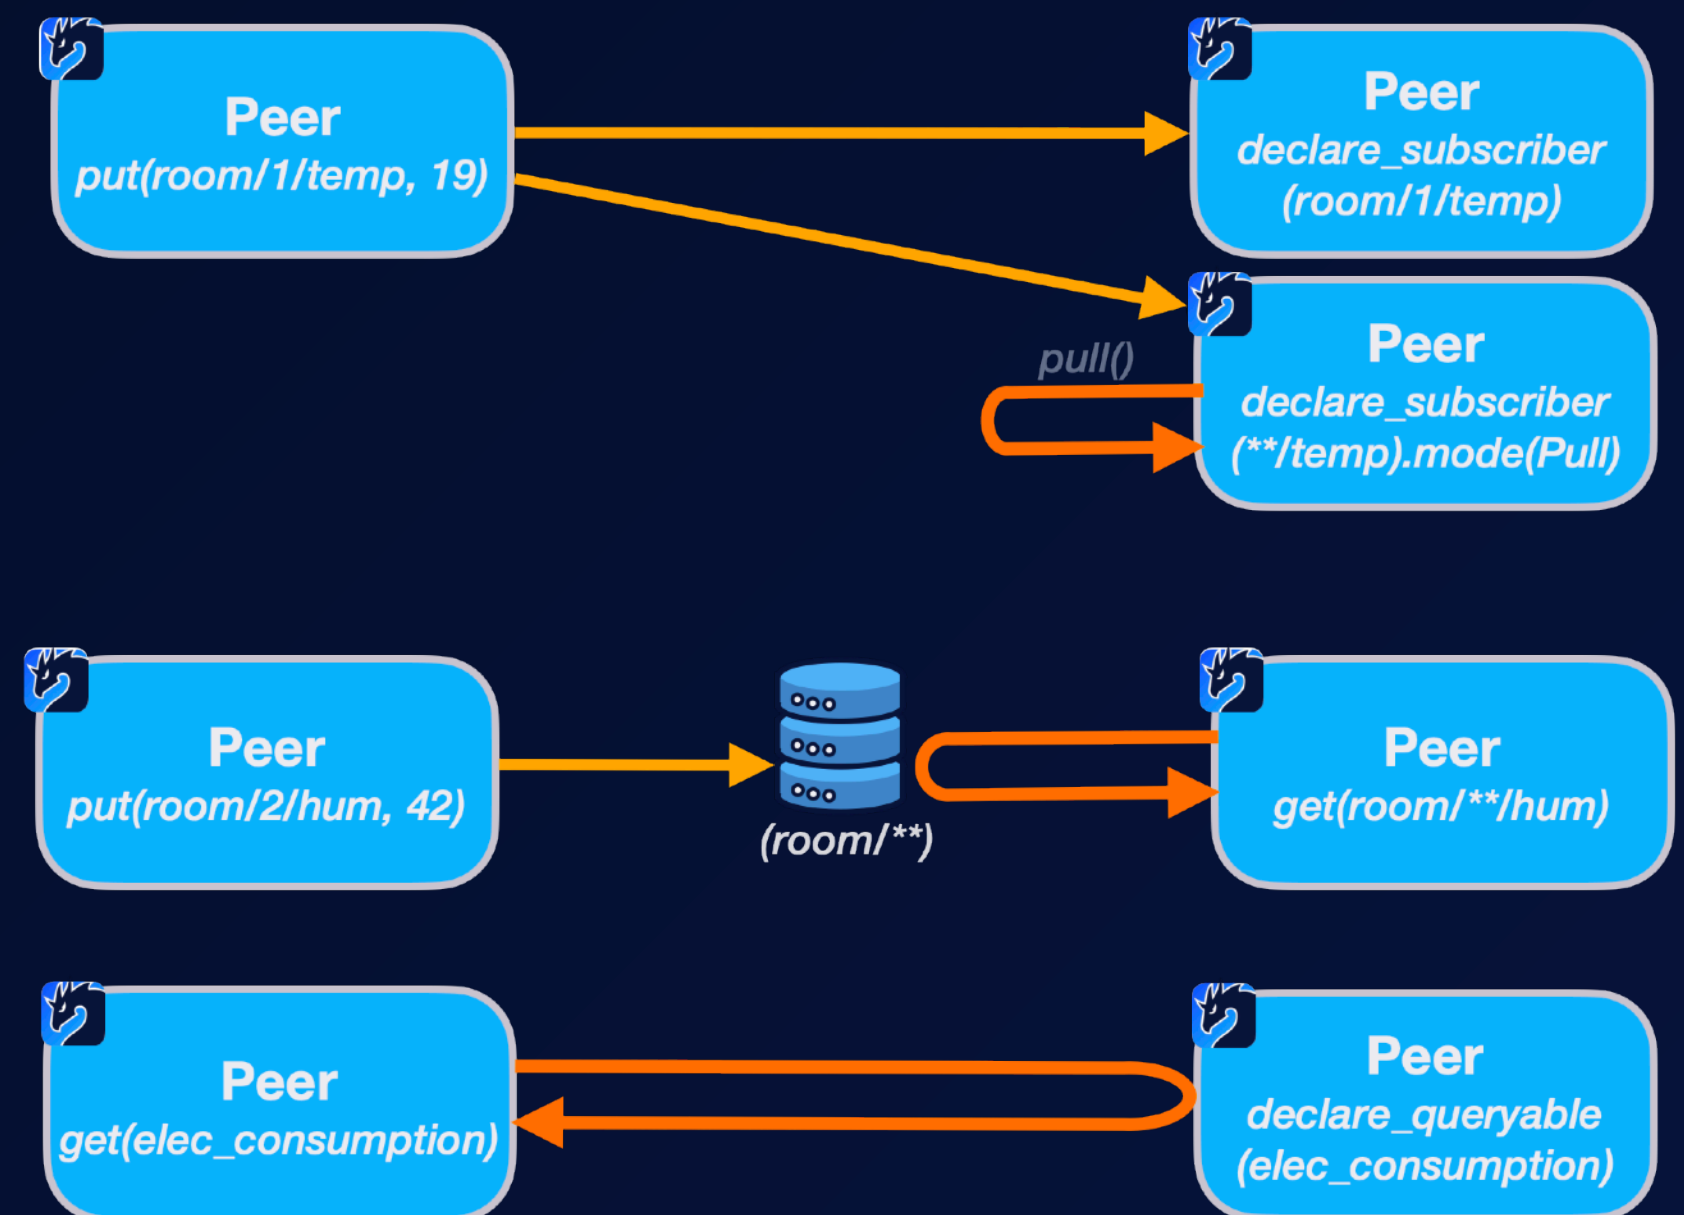 Peer
put(room/1/temp, 19)
Peer
declare_subscriber
(room/1/temp)
Peer
declare_subscriber
(**/temp).mode(Pull)
pull()
Peer
put(room/2/hum, 42)
(room/**)
Peer
get(room/**/hum)
Peer
get(elec_consumption)
Peer
declare_queryable
(elec_consumption)